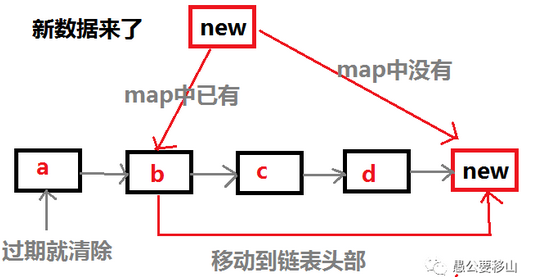 新数据来了
new
map中已有
map中没有
a
b
c
d
new
过期就清除
移动到链表头部
愚公要移山